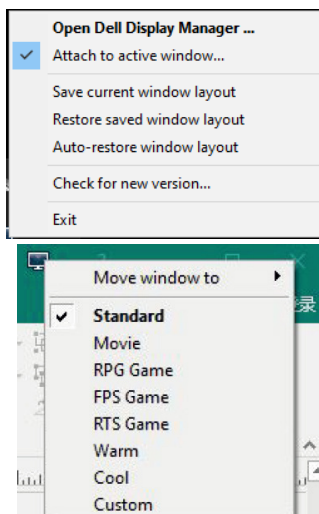 Open Dell Display Manager ...
Attach to active window...
Save current window layout
Restore saved window layout
Auto-restore window layout
Check for new version...
Exit
Move window to
Standard
录
Movie
RPG Game
FPS Game
RTS Game
Warm
Cool
Custom